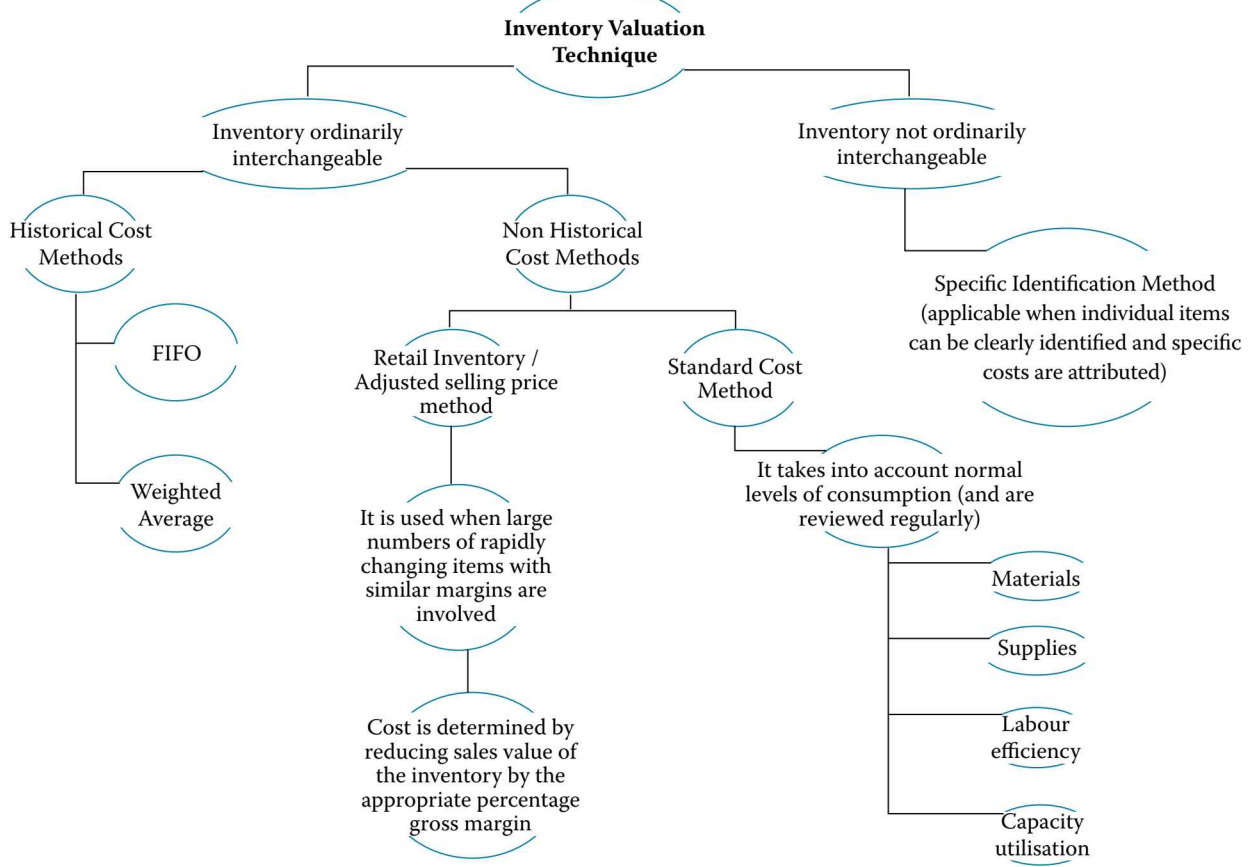 Inventory Valuation
Technique
Inventory ordinarily
interchangeable
Inventory not ordinarily
interchangeable
Historical Cost
Methods
Non Historical
Cost Methods
Specific Identification Method
(applicable when individual items
can be clearly identified and specific
costs are attributed)
FIFO
Weighted
Average
Retail Inventory /
Adjusted selling price
method
Standard Cost
Method
It is used when large
numbers of rapidly
changing items with
similar margins are
involved
Cost is determined by
reducing sales value of
the inventory by the
appropriate percentage
gross margin
It takes into account normal
levels of consumption (and are
reviewed regularly)
Materials
Supplies
Labour
efficiency
Capacity
utilisation